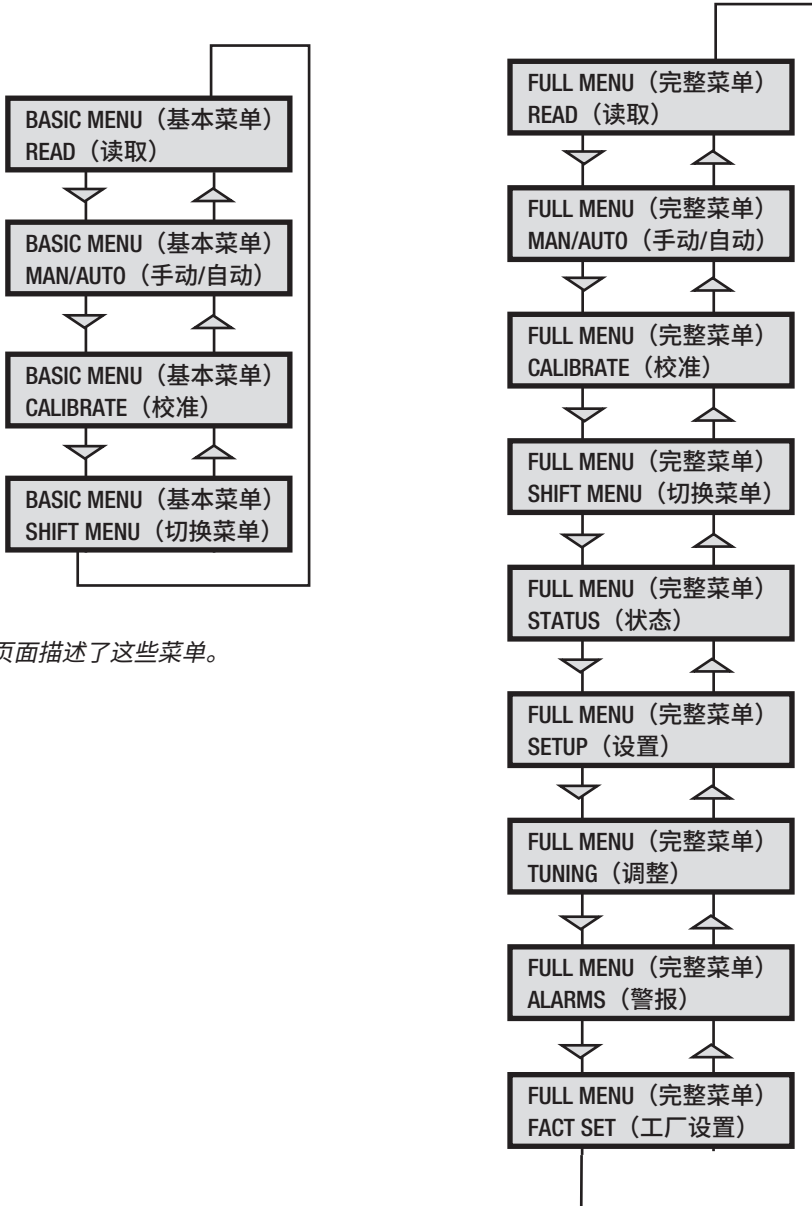 BASIC MENU（基本菜单）
READ（读取）
BASIC MENU（基本菜单）
MAN/AUTO（手动/自动）
BASIC MENU（基本菜单）
CALIBRATE（校准）
BASIC MENU（基本菜单）
SHIFT MENU（切换菜单）
页面描述了这些菜单。
FULL MENU（完整菜单）
READ（读取）
FULL MENU（完整菜单）
MAN/AUTO（手动/自动）
FULL MENU（完整菜单）
CALIBRATE（校准）
FULL MENU（完整菜单）
SHIFT MENU（切换菜单）
FULL MENU（完整菜单）
STATUS（状态）
FULL MENU（完整菜单）
SETUP（设置）
FULL MENU（完整菜单）
TUNING（调整）
FULL MENU（完整菜单）
ALARMS（警报）
FULL MENU（完整菜单）
FACT SET（工厂设置）